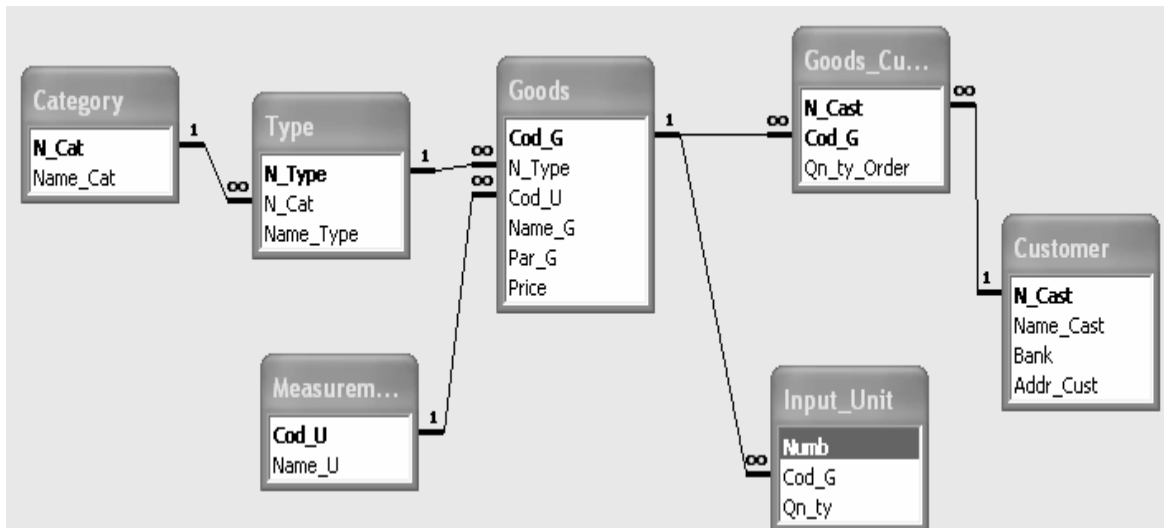 Category
N_Cat
Name_Cat
1
∞
Type
N_Type
N_Cat
Name_Type
1
∞
∞
Goods
Cod_G
N_Type
Cod_U
Name_G
Par_G
Price
1
∞
Goods_Cu...
N_Cast
Cod_G
Qn_ty_Order
∞
1
Customer
N_Cast
Name_Cast
Bank
Addr_Cust
Measurem...
Cod_U
Name_U
1
∞
Input_Unit
Numb
Cod_G
Qn_ty